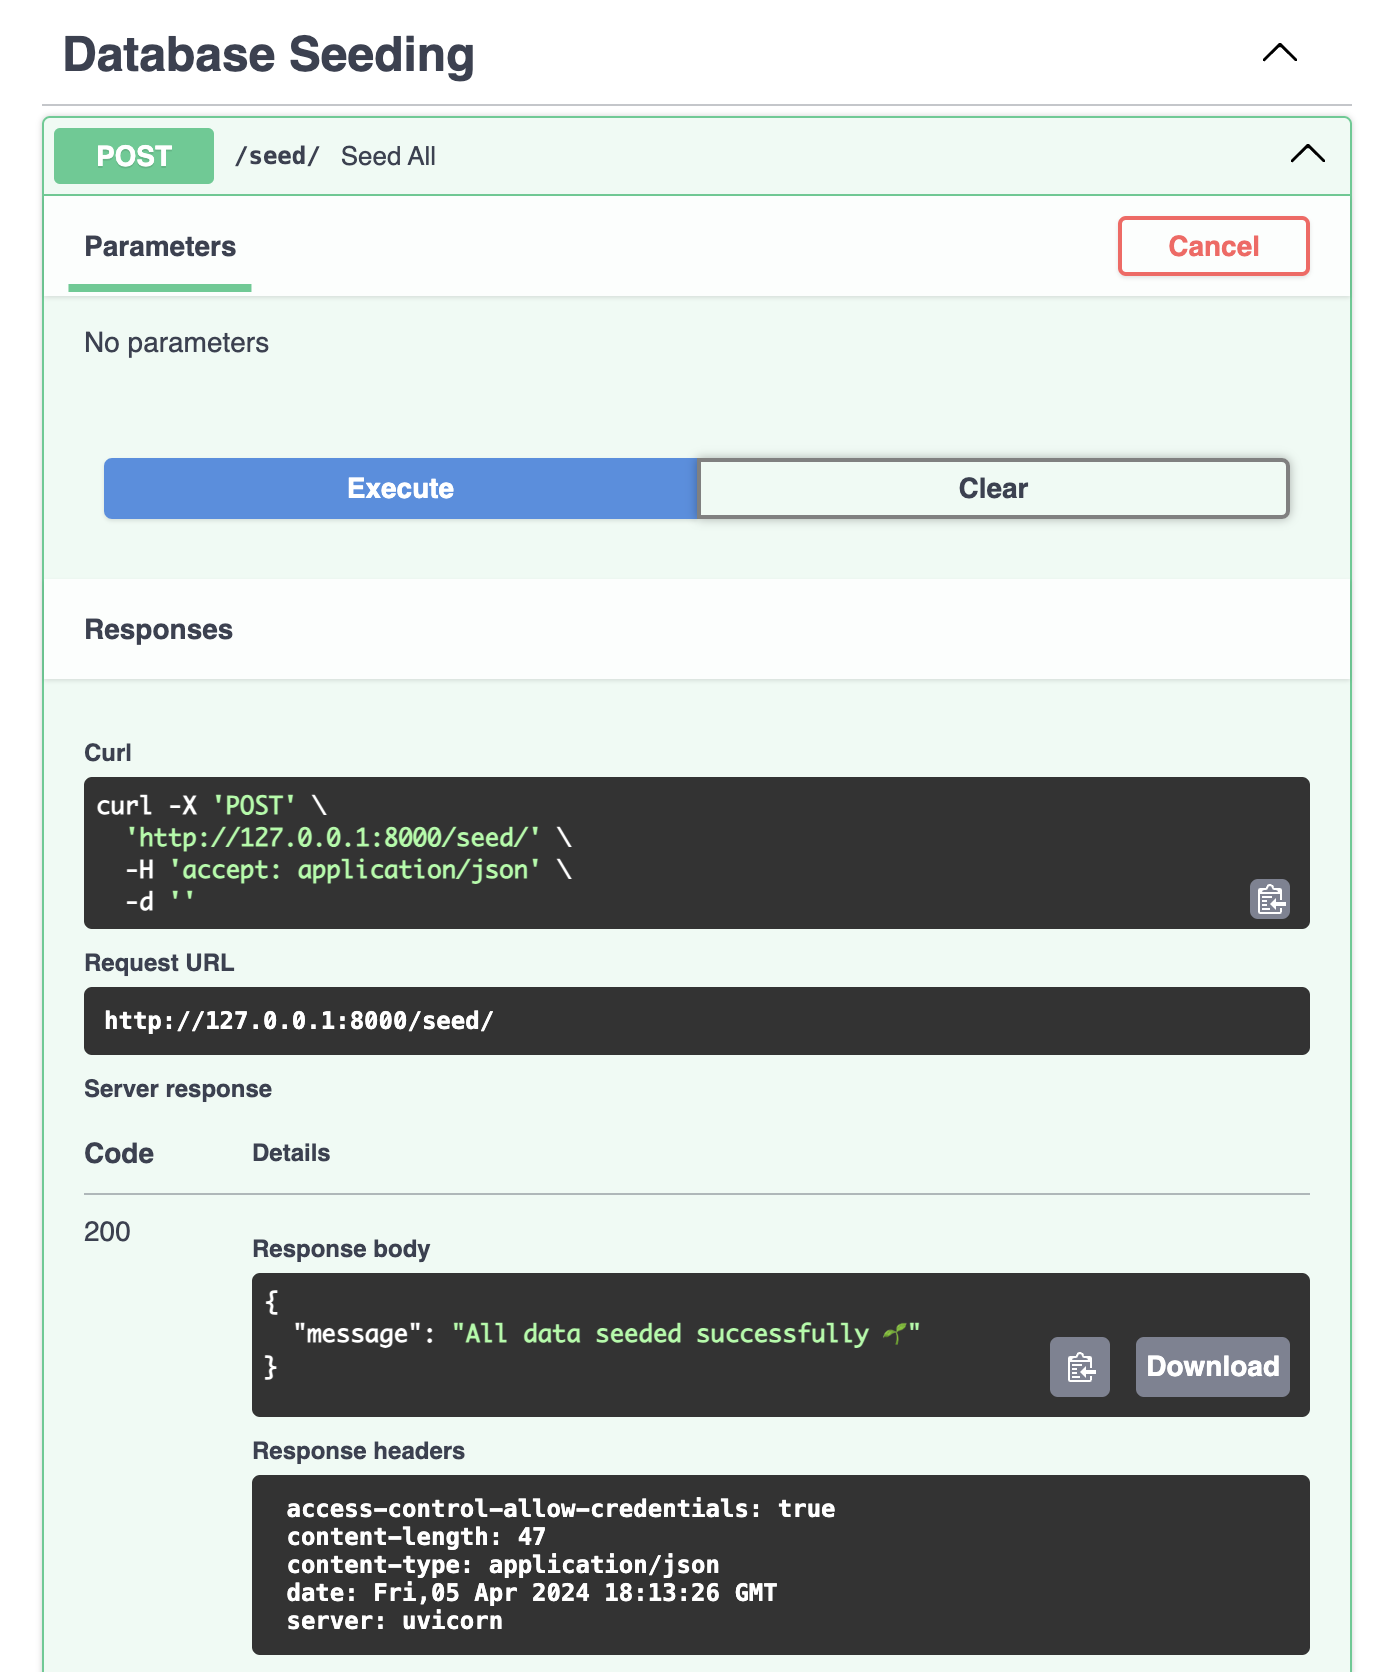 Database Seeding
POST /seed/ Seed All
Parameters
Cancel
No parameters
Execute
Clear
Responses
Curl
curl -X 'POST' \
  'http://127.0.0.1:8000/seed/' \
  -H 'accept: application/json' \
  -d ''
Request URL
http://127.0.0.1:8000/seed/
Server response
Code Details
200
Response body
{
  "message": "All data seeded successfully 🌱"
}
Download
Response headers
access-control-allow-credentials: true
content-length: 47
content-type: application/json
date: Fri,05 Apr 2024 18:13:26 GMT
server: uvicorn